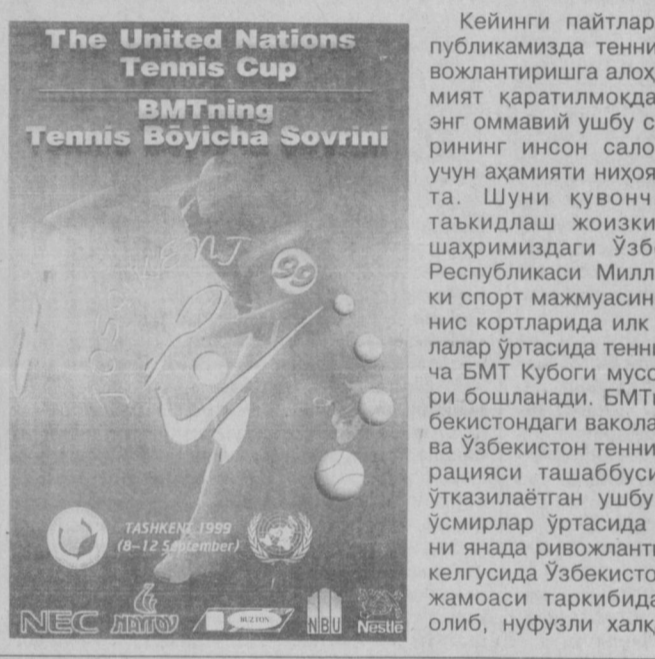 The United Nations
Tennis Cup
BMTning
Tennis Bōyicha Sovrini
99
TASHKENT 1999
(8–12 September)
NEC
BUZTON
NBU
Nestlé
Кейинги пайтлар
публикамизда тенни
вожлантиришга алоҳ
мият қаратилмоқда
энг оммавий ушбу с
рининг инсон сало
учун аҳамияти ниҳоя
та. Шуни қувонч
таъкидлаш жоизки
шаҳримиздаги Ўзб
Республикаси Милл
ки спорт мажмуасин
нис кортларида илк
лалар ўртасида тенни
ча БМТ Кубоги мусо
ри бошланади. БМТн
бекистондаги вакола
ва Ўзбекистон тенни
рацияси ташаббуси
ўтказилаётган ушбу
ўсмирлар ўртасида
ни янада ривожланти
келгусида Ўзбекисто
жамоаси таркибида
олиб, нуфузли халқ